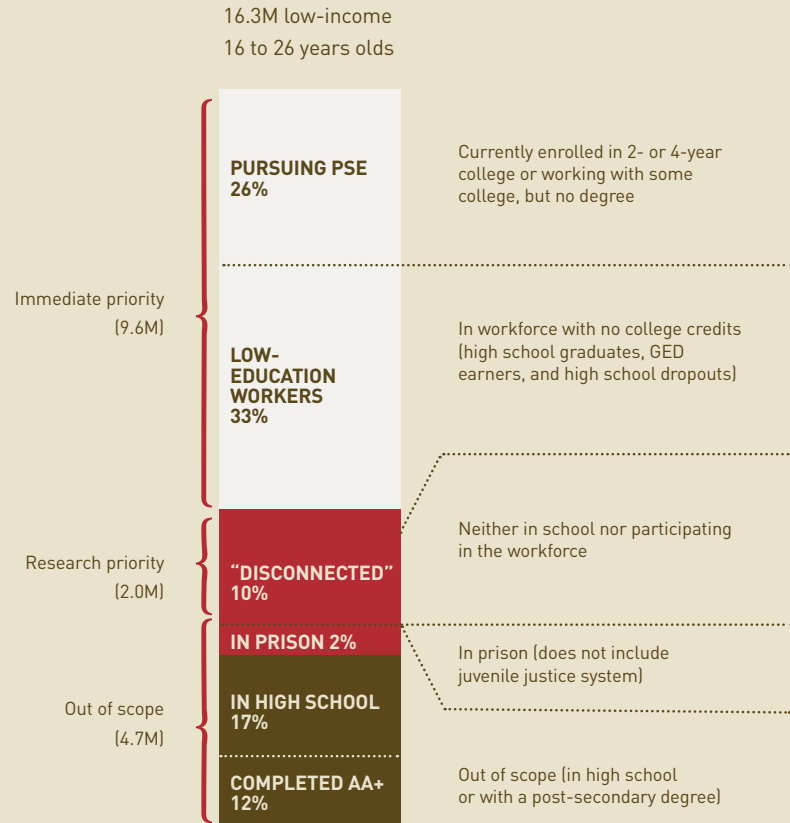 16.3M low-income
16 to 26 years olds
PURSUING PSE
26%
Currently enrolled in 2- or 4-year
college or working with some
college, but no degree
Immediate priority
(9.6M)
LOW-
EDUCATION
WORKERS
33%
In workforce with no college credits
(high school graduates, GED
earners, and high school dropouts)
Research priority
(2.0M)
“DISCONNECTED”
10%
Neither in school nor participating
in the workforce
IN PRISON 2%
In prison (does not include
juvenile justice system)
Out of scope
(4.7M)
IN HIGH SCHOOL
17%
COMPLETED AA+
12%
Out of scope (in high school
or with a post-secondary degree)